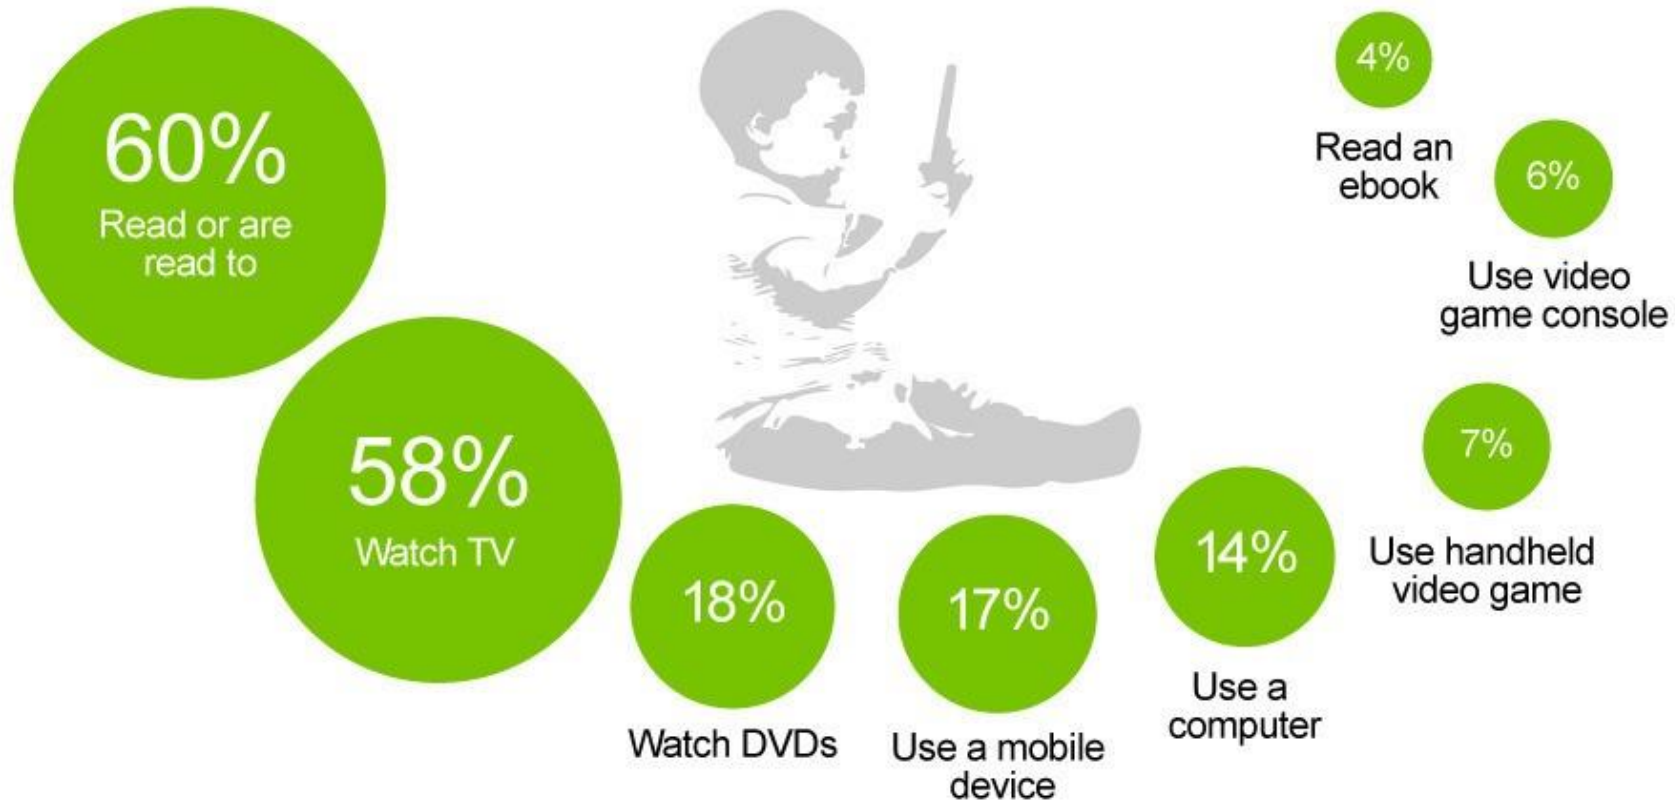 60%
Read or are
read to
58%
Watch TV
18%
Watch DVDs
17%
Use a mobile
device
14%
Use a
computer
7%
Use handheld
video game
6%
Use video
game console
4%
Read an
ebook